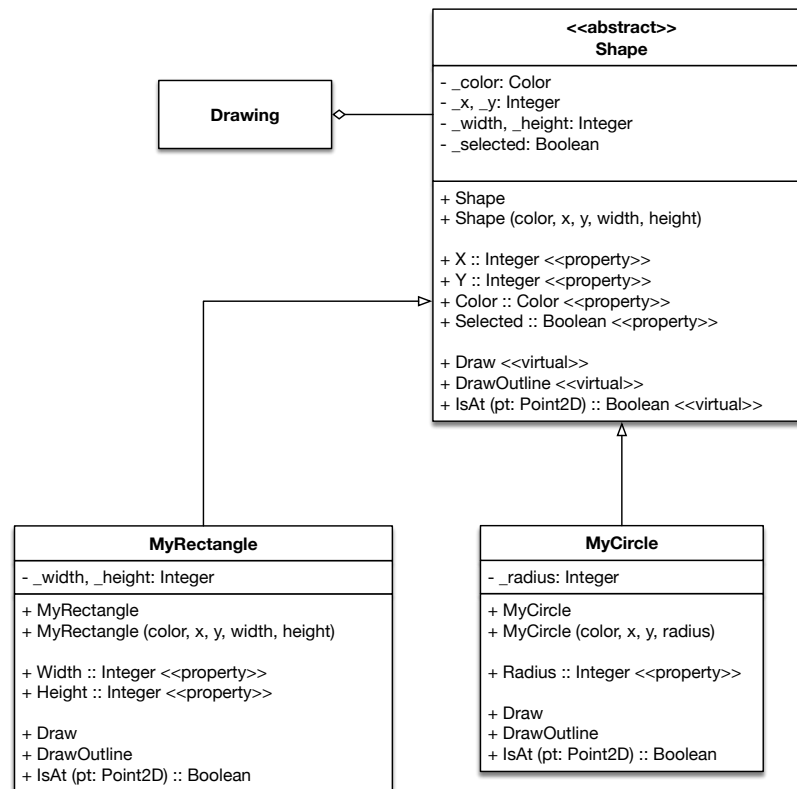 <<abstract>>
Shape
- _color: Color
- _x, _y: Integer
- _width, _height: Integer
- _selected: Boolean
+ Shape
+ Shape (color, x, y, width, height)
+ X :: Integer <<property>>
+ Y :: Integer <<property>>
+ Color :: Color <<property>>
+ Selected :: Boolean <<property>>
+ Draw <<virtual>>
+ DrawOutline <<virtual>>
+ IsAt (pt: Point2D) :: Boolean <<virtual>>
Drawing
MyRectangle
- _width, _height: Integer
+ MyRectangle
+ MyRectangle (color, x, y, width, height)
+ Width :: Integer <<property>>
+ Height :: Integer <<property>>
+ Draw
+ DrawOutline
+ IsAt (pt: Point2D) :: Boolean
MyCircle
- _radius: Integer
+ MyCircle
+ MyCircle (color, x, y, radius)
+ Radius :: Integer <<property>>
+ Draw
+ DrawOutline
+ IsAt (pt: Point2D) :: Boolean